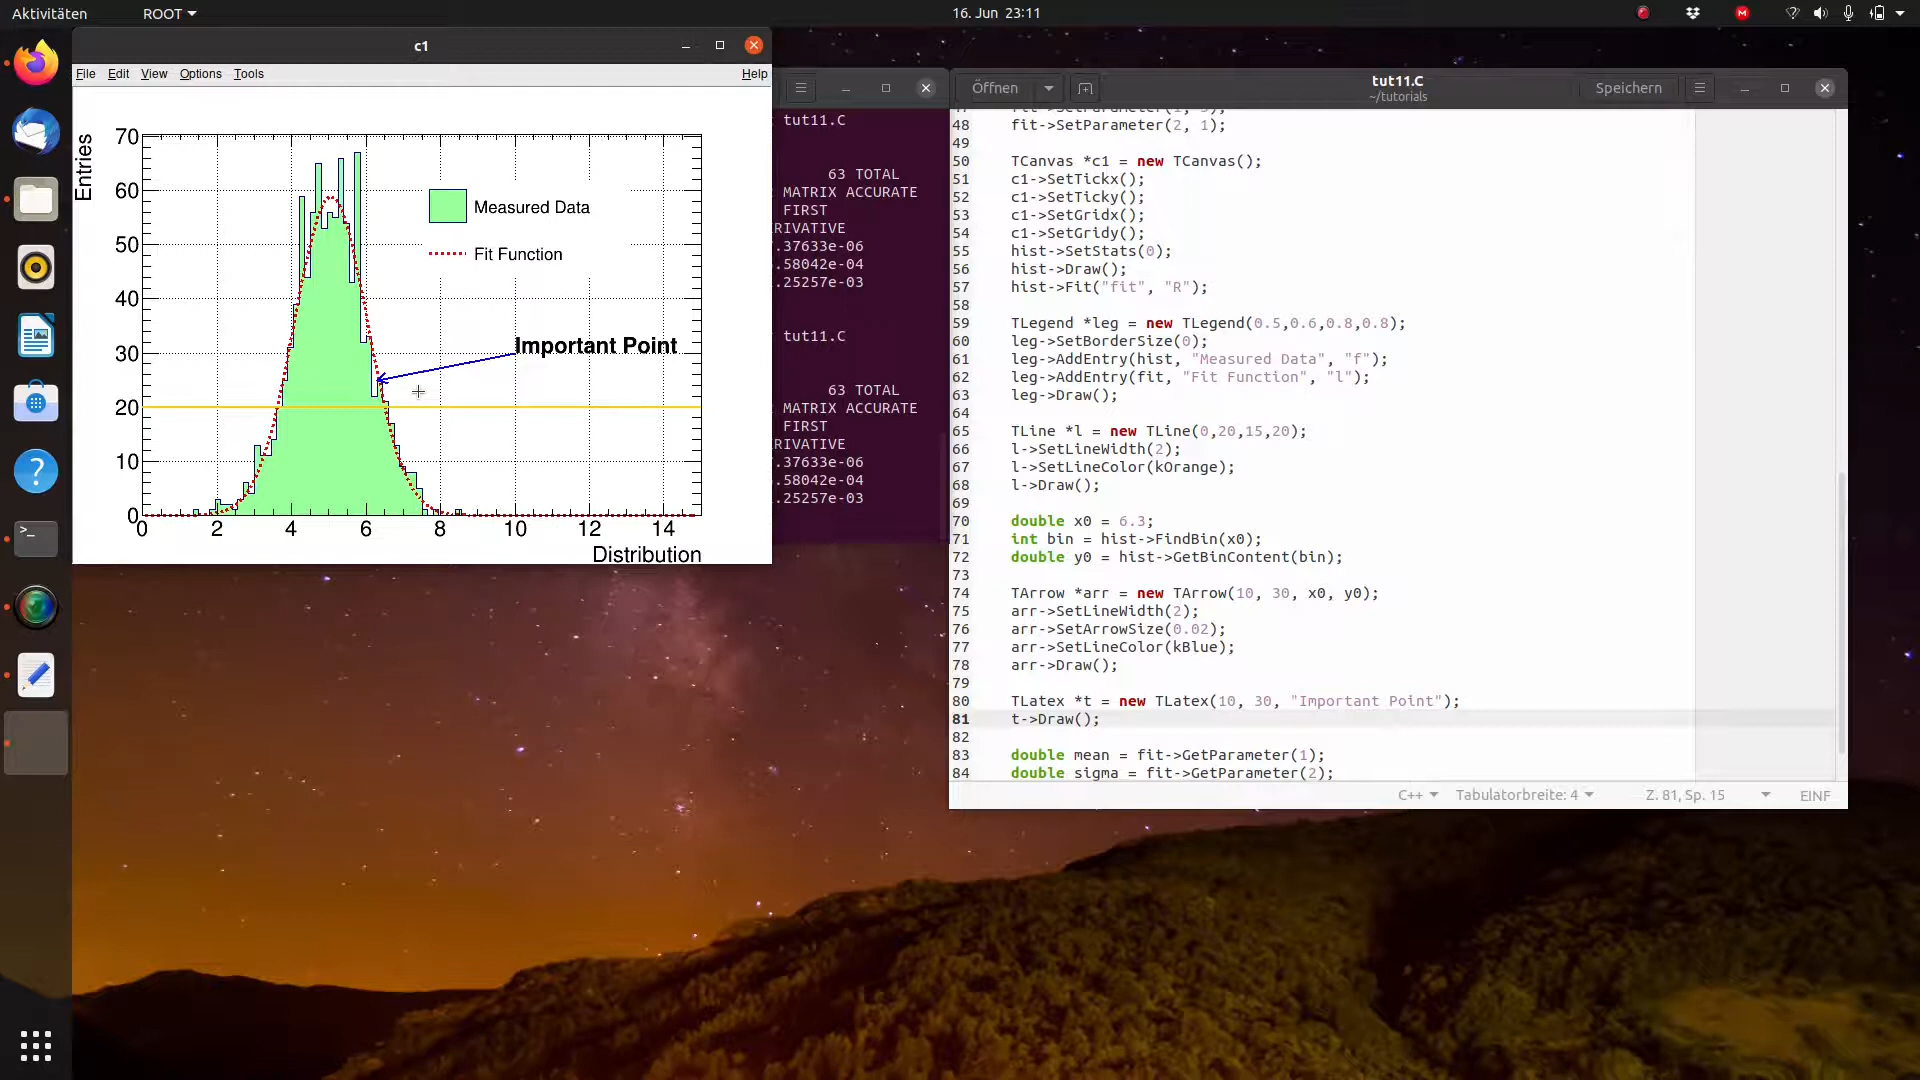 Aktivitäten
ROOT
16. Jun 23:11
c1
File Edit View Options Tools Help
Entries
70
60
50
40
30
20
10
0
0 2 4 6 8 10 12 14
Distribution
Measured Data
Fit Function
Important Point
tut11.C
63 TOTAL
MATRIX ACCURATE
FIRST
RIVATIVE
.37633e-06
.58042e-04
.25257e-03
tut11.C
63 TOTAL
MATRIX ACCURATE
FIRST
RIVATIVE
.37633e-06
.58042e-04
.25257e-03
Öffnen
tut11.C
~/tutorials
Speichern
48 fit->SetParameter(2, 1);
49
50 TCanvas *c1 = new TCanvas();
51 c1->SetTickx();
52 c1->SetTicky();
53 c1->SetGridx();
54 c1->SetGridy();
55 hist->SetStats(0);
56 hist->Draw();
57 hist->Fit("fit", "R");
58
59 TLegend *leg = new TLegend(0.5,0.6,0.8,0.8);
60 leg->SetBorderSize(0);
61 leg->AddEntry(hist, "Measured Data", "f");
62 leg->AddEntry(fit, "Fit Function", "l");
63 leg->Draw();
64
65 TLine *l = new TLine(0,20,15,20);
66 l->SetLineWidth(2);
67 l->SetLineColor(kOrange);
68 l->Draw();
69
70 double x0 = 6.3;
71 int bin = hist->FindBin(x0);
72 double y0 = hist->GetBinContent(bin);
73
74 TArrow *arr = new TArrow(10, 30, x0, y0);
75 arr->SetLineWidth(2);
76 arr->SetArrowSize(0.02);
77 arr->SetLineColor(kBlue);
78 arr->Draw();
79
80 TLatex *t = new TLatex(10, 30, "Important Point");
81 t->Draw();
82
83 double mean = fit->GetParameter(1);
84 double sigma = fit->GetParameter(2);
C++ Tabulatorbreite: 4 Z. 81, Sp. 15 EINF